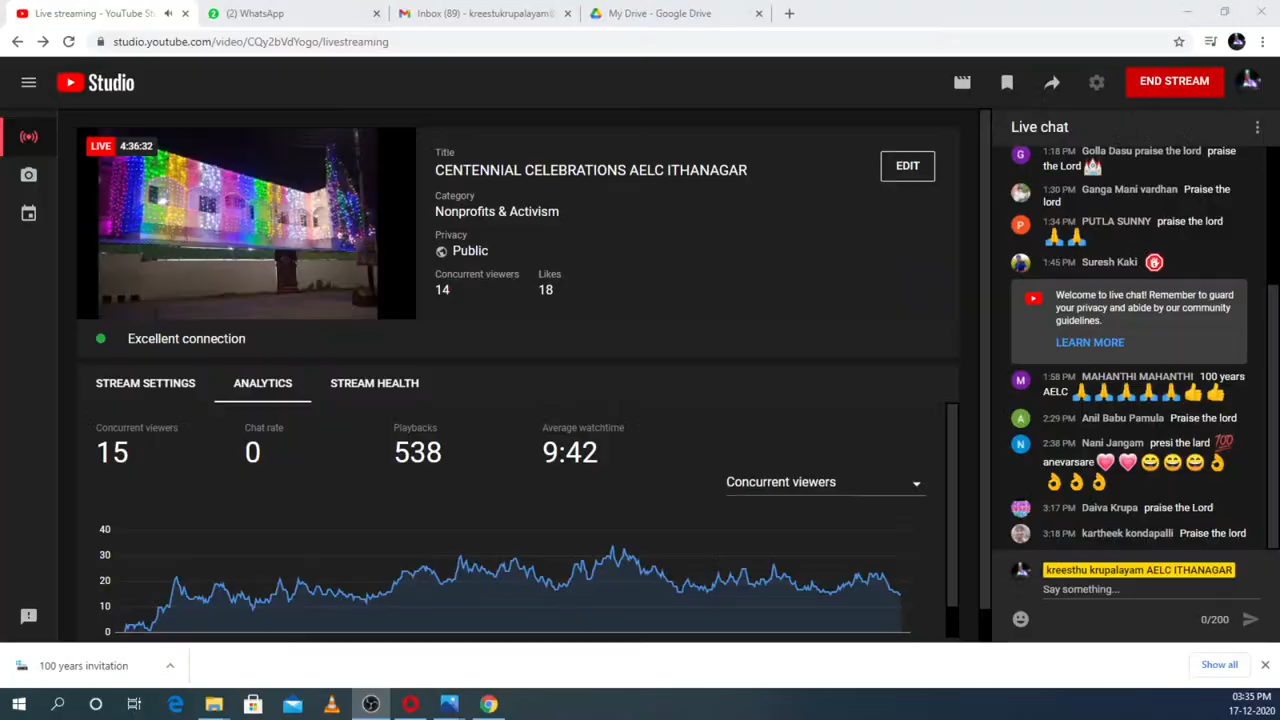 Live streaming - YouTube St
(2) WhatsApp
Inbox (89) - kreestukrupalayam@
My Drive - Google Drive
studio.youtube.com/video/CQy2bVdYogo/livestreaming
Studio
END STREAM
LIVE 4:36:32
Title
CENTENNIAL CELEBRATIONS AELC ITHANAGAR
EDIT
Category
Nonprofits & Activism
Privacy
Public
Concurrent viewers Likes
14 18
Excellent connection
STREAM SETTINGS ANALYTICS STREAM HEALTH
Concurrent viewers Chat rate Playbacks Average watchtime
15 0 538 9:42
Concurrent viewers
40
30
20
10
0
Live chat
G 1:18 PM Golla Dasu praise the lord praise
the Lord 💒
1:30 PM Ganga Mani vardhan Praise the
lord
P 1:34 PM PUTLA SUNNY praise the lord
🙏🙏
1:45 PM Suresh Kaki
Welcome to live chat! Remember to guard
your privacy and abide by our community
guidelines.
LEARN MORE
M 1:58 PM MAHANTHI MAHANTHI 100 years
AELC 🙏🙏🙏🙏🙏👍👍
A 2:29 PM Anil Babu Pamula Praise the lord
N 2:38 PM Nani Jangam presi the lard 💯
anevarsare💗💗😄😄😄👌
👌👌👌
3:17 PM Daiva Krupa praise the Lord
3:18 PM kartheek kondapalli Praise the lord
kreesthu krupalayam AELC ITHANAGAR
Say something...
0/200
100 years invitation
Show all
03:35 PM
17-12-2020